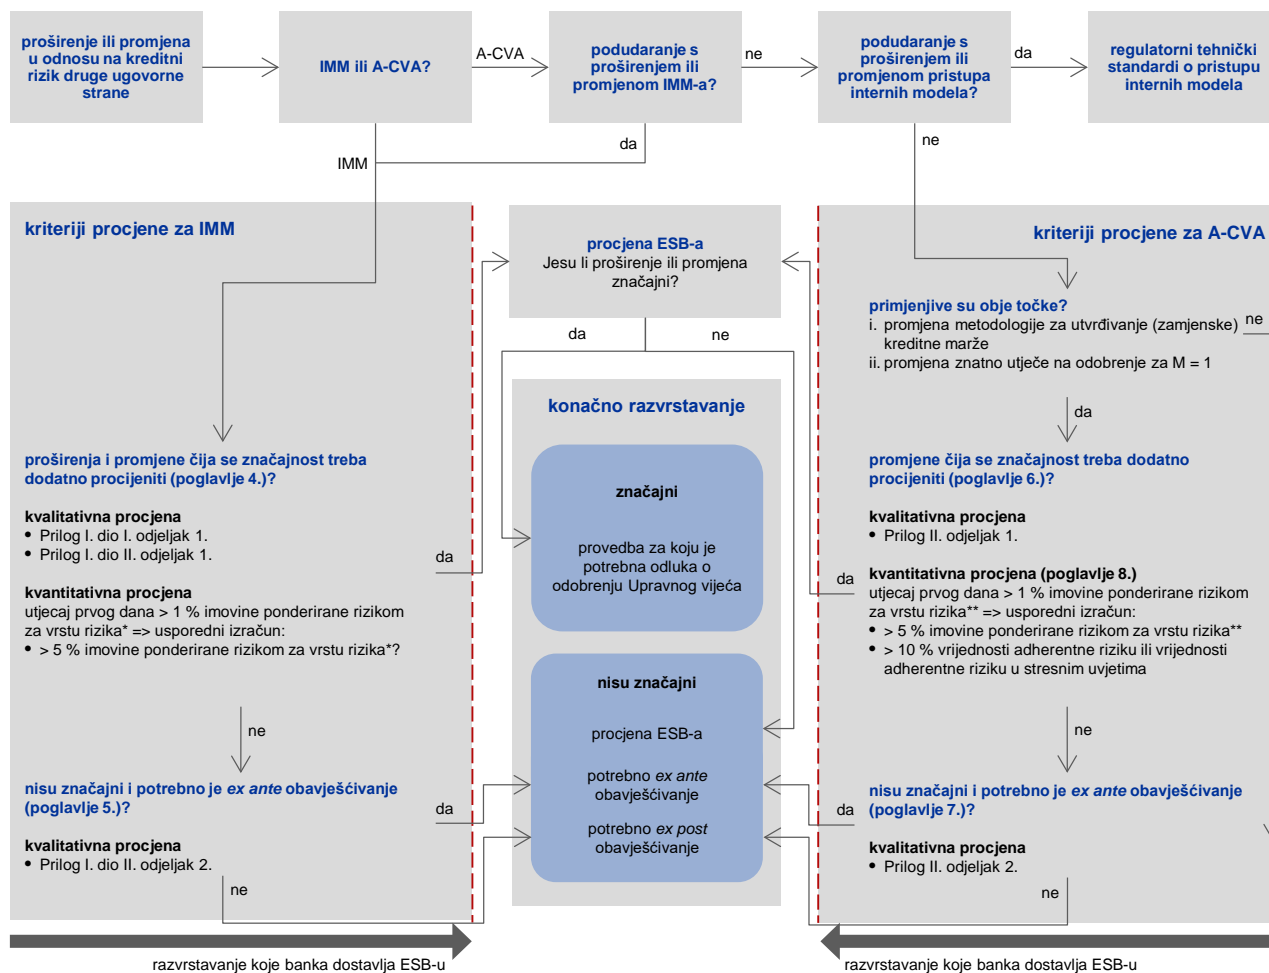 proširenje ili promjena
u odnosu na kreditni
rizik druge ugovorne
strane
IMM ili A-CVA?
A-CVA
podudaranje s
proširenjem ili
promjenom IMM-a?
ne
podudaranje s
proširenjem ili
promjenom pristupa
internih modela?
da
regulatorni tehnički
standardi o pristupu
internih modela
da
ne
IMM
kriteriji procjene za IMM
procjena ESB-a
Jesu li proširenje ili promjena
značajni?
kriteriji procjene za A-CVA
primjenjive su obje točke?
i. promjena metodologije za utvrđivanje (zamjenske)
kreditne marže
ii. promjena znatno utječe na odobrenje za M = 1
ne
da
ne
da
konačno razvrstavanje
proširenja i promjene čija se značajnost treba
dodatno procijeniti (poglavlje 4.)?
kvalitativna procjena
• Prilog I. dio I. odjeljak 1.
• Prilog I. dio II. odjeljak 1.
da
kvantitativna procjena
utjecaj prvog dana > 1 % imovine ponderirane rizikom
za vrstu rizika* => usporedni izračun:
• > 5 % imovine ponderirane rizikom za vrstu rizika*?
značajni
provedba za koju je
potrebna odluka o
odobrenju Upravnog vijeća
promjene čija se značajnost treba dodatno
procijeniti (poglavlje 6.)?
kvalitativna procjena
• Prilog II. odjeljak 1.
da
kvantitativna procjena (poglavlje 8.)
utjecaj prvog dana > 1 % imovine ponderirane rizikom
za vrstu rizika** => usporedni izračun:
• > 5 % imovine ponderirane rizikom za vrstu rizika**
• > 10 % vrijednosti adherentne riziku ili vrijednosti
adherentne riziku u stresnim uvjetima
ne
nisu značajni
procjena ESB-a
potrebno ex ante
obavješćivanje
potrebno ex post
obavješćivanje
ne
nisu značajni i potrebno je ex ante obavješćivanje
(poglavlje 5.)?
da
kvalitativna procjena
• Prilog I. dio II. odjeljak 2.
ne
nisu značajni i potrebno je ex ante obavješćivanje
(poglavlje 7.)?
da
kvalitativna procjena
• Prilog II. odjeljak 2.
ne
razvrstavanje koje banka dostavlja ESB-u
razvrstavanje koje banka dostavlja ESB-u